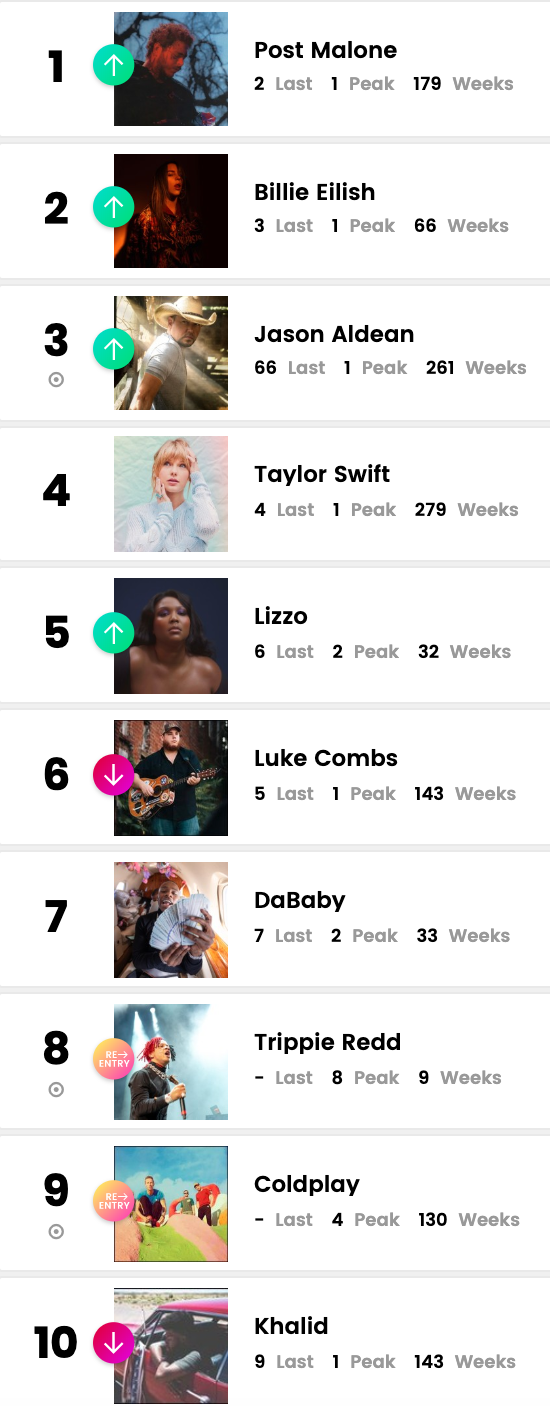 1
Post Malone
2 Last 1 Peak 179 Weeks
2
Billie Eilish
3 Last 1 Peak 66 Weeks
3
Jason Aldean
66 Last 1 Peak 261 Weeks
4
Taylor Swift
4 Last 1 Peak 279 Weeks
5
Lizzo
6 Last 2 Peak 32 Weeks
6
Luke Combs
5 Last 1 Peak 143 Weeks
7
DaBaby
7 Last 2 Peak 33 Weeks
8
RE→
ENTRY
Trippie Redd
- Last 8 Peak 9 Weeks
9
RE→
ENTRY
Coldplay
- Last 4 Peak 130 Weeks
10
Khalid
9 Last 1 Peak 143 Weeks